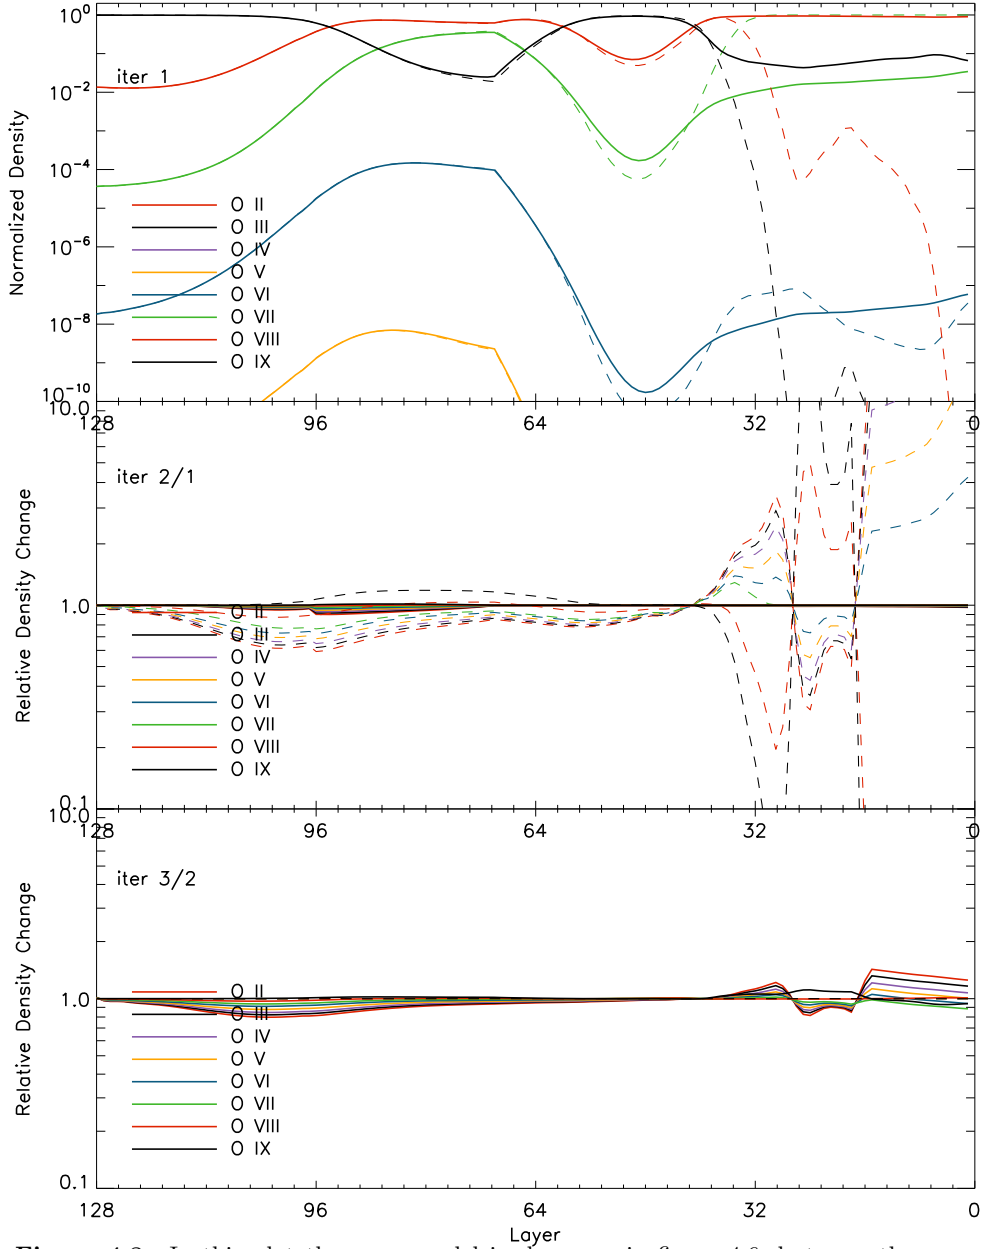 10⁰
iter 1
10⁻²
10⁻⁴
10⁻⁶
10⁻⁸
10⁻¹⁰
Normalized Density
O II
O III
O IV
O V
O VI
O VII
O VIII
O IX
128 96 64 32 0
10.0
iter 2/1
1.0
0.1
Relative Density Change
O II
O III
O IV
O V
O VI
O VII
O VIII
O IX
128 96 64 32 0
10.0
iter 3/2
1.0
0.1
Relative Density Change
O II
O III
O IV
O V
O VI
O VII
O VIII
O IX
128 96 64 32 0
Layer